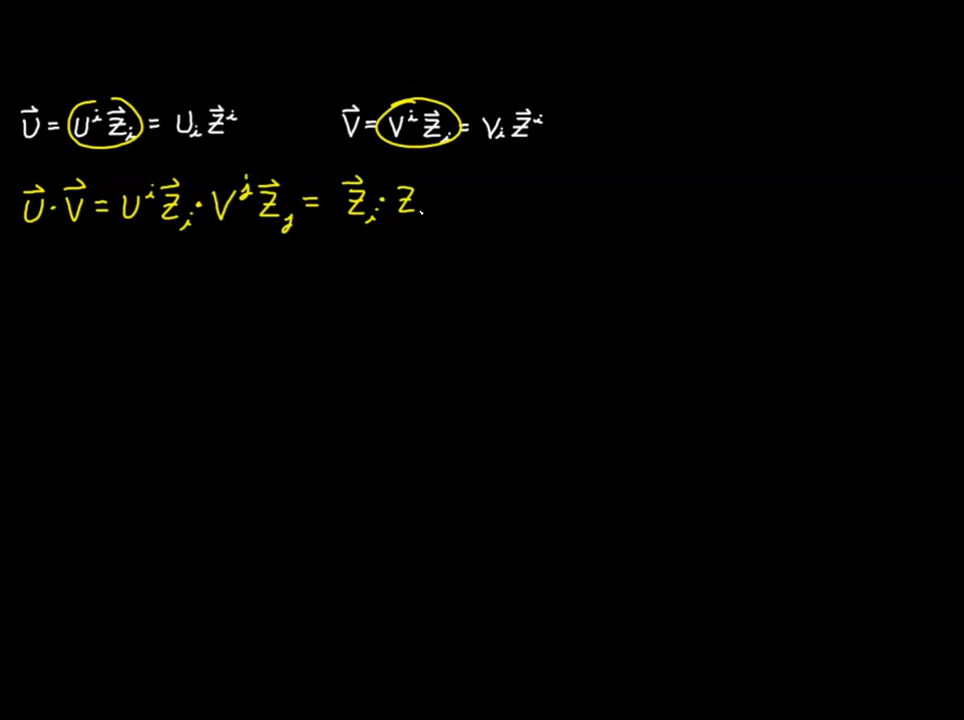 U⃗ = Uⁱ Z⃗ᵢ = Uᵢ Z⃗ⁱ V⃗ = Vⁱ Z⃗ᵢ = Vᵢ Z⃗ⁱ
U⃗ · V⃗ = Uⁱ Z⃗ᵢ · Vʲ Z⃗ⱼ = Z⃗ᵢ · Z